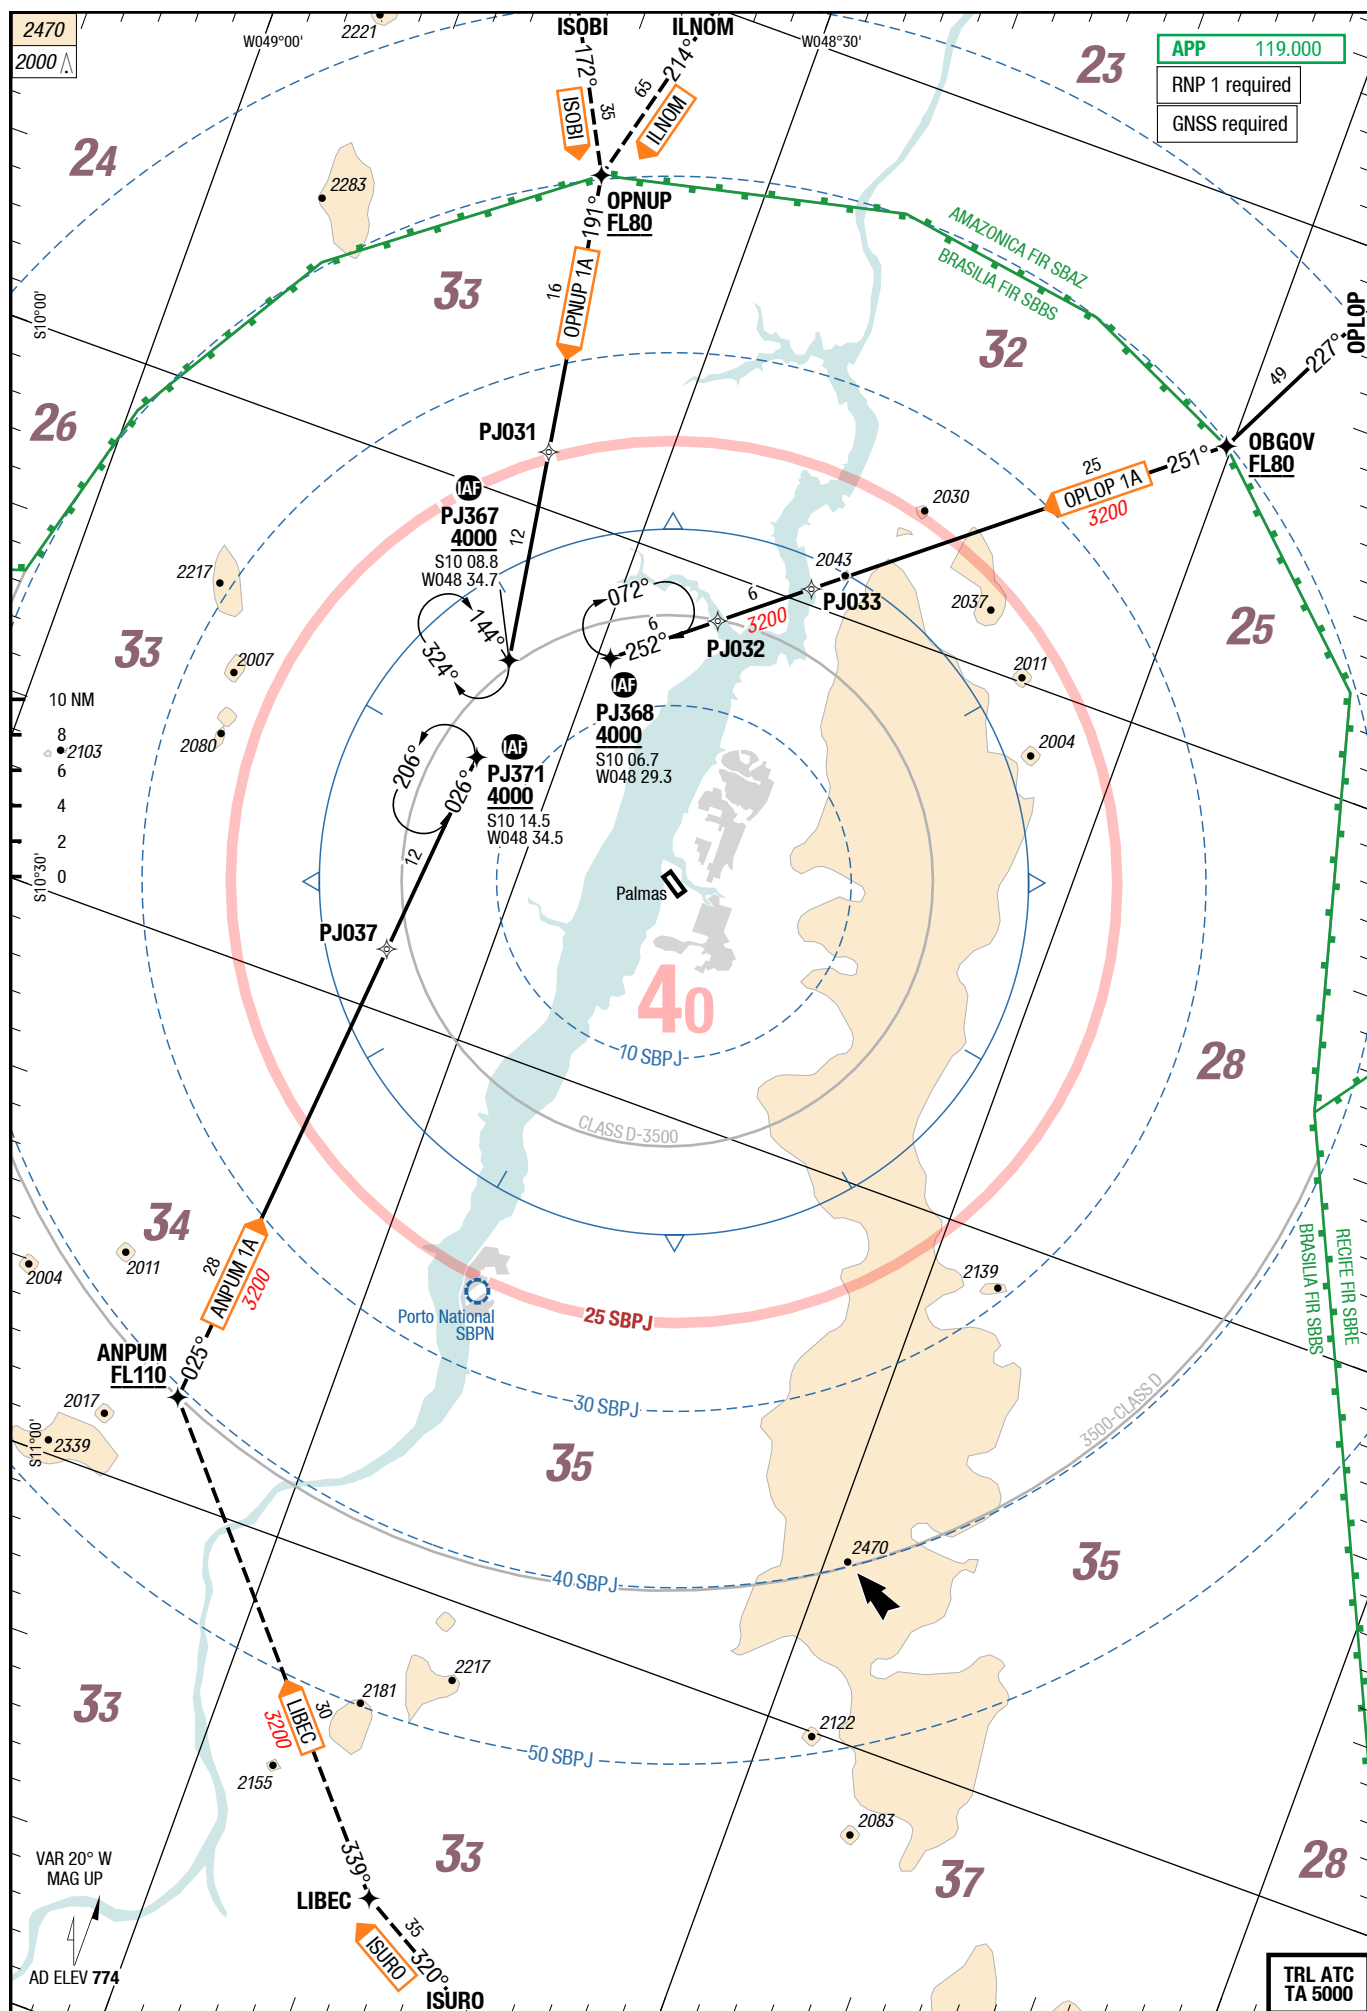 2470
2000
2221
W049°00'
ISOBI
ILNOM
W048°30'
23
APP 119.000
RNP 1 required
GNSS required
172°
35
ISOBI
65
214°
ILNOM
24
2283
OPNUP
FL80
191°
16
OPNUP 1A
33
AMAZONICA FIR SBAZ
BRASILIA FIR SBBS
32
S10°00'
OPLOP
227°
49
26
PJ031
OBGOV
FL80
251°
25
OPLOP 1A
3200
IAF
PJ367
4000
S10 08.8
W048 34.7
12
2030
2043
2217
33
144°
324°
072°
6
252°
6
3200
PJ033
PJ032
2037
25
2007
2011
IAF
PJ368
4000
S10 06.7
W048 29.3
10 NM
8
6
4
2
0
2103
2080
2004
206°
026°
IAF
PJ371
4000
S10 14.5
W048 34.5
12
S10°30'
Palmas
PJ037
40
10 SBPJ
28
CLASS D-3500
34
2004
2011
28
ANPUM 1A
3200
025°
Porto National
SBPN
25 SBPJ
2139
RECIFE FIR SBRE
BRASILIA FIR SBBS
ANPUM
FL110
30 SBPJ
3500-CLASS D
2017
2339
S11°00'
35
2470
35
40 SBPJ
33
2217
2181
LIBEC
30
3200
2122
50 SBPJ
2155
2083
33
37
28
VAR 20° W
MAG UP
339°
LIBEC
35
320°
ISURO
ISURO
AD ELEV 774
TRL ATC
TA 5000